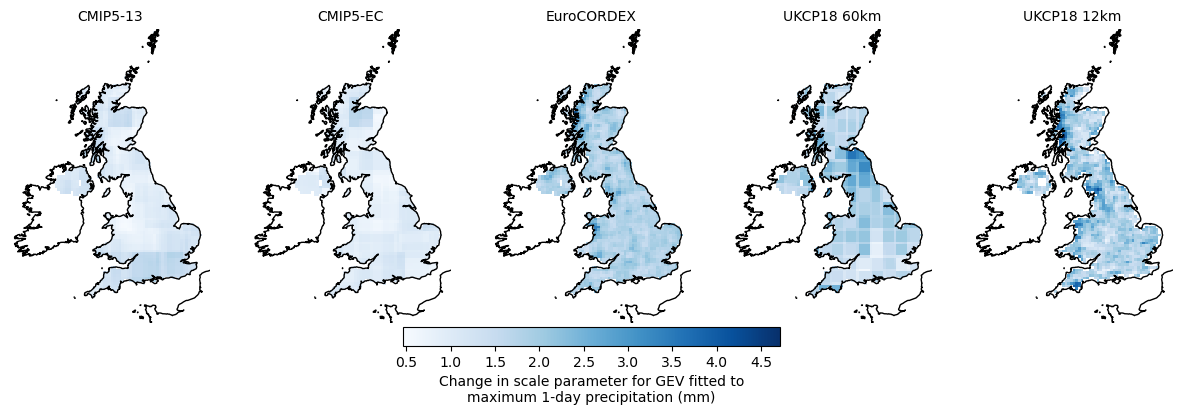 CMIP5-13
CMIP5-EC
EuroCORDEX
UKCP18 60km
UKCP18 12km
0.5 1.0 1.5 2.0 2.5 3.0 3.5 4.0 4.5
Change in scale parameter for GEV fitted to
maximum 1-day precipitation (mm)